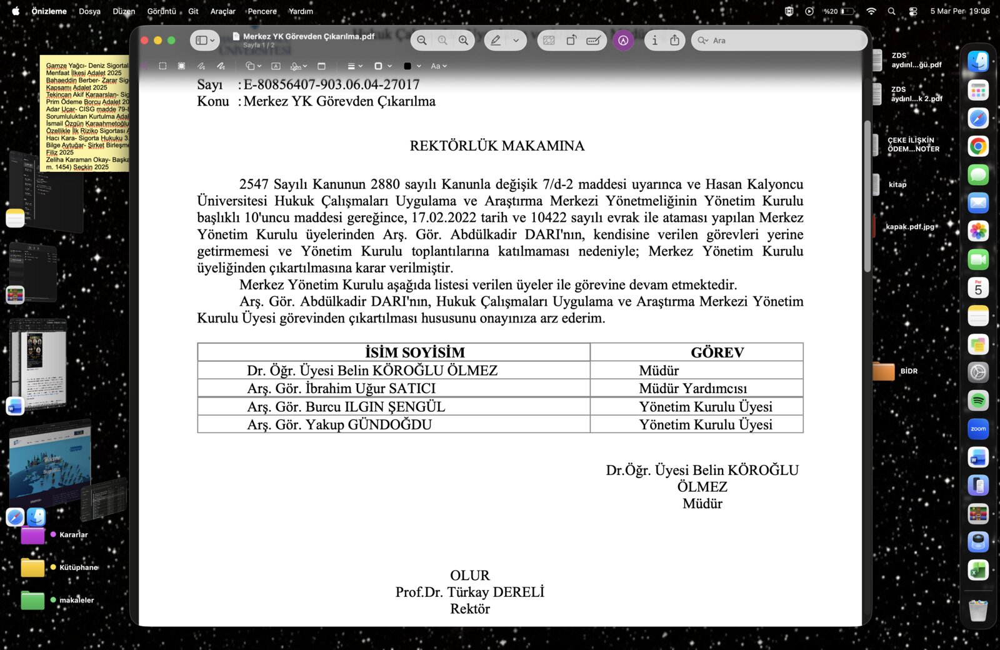 Önizleme Dosya Düzen Görüntü Git Araçlar Pencere Yardım
%20 5 Mar Per 19:08
Merkez YK Görevden Çıkarılma.pdf
Sayfa 1 / 2
Ara
ÜNİVERSİTESİ
Aa
Gamze Yağcı- Deniz Sigortal
Menfaat İlkesi Adalet 2025
Bahaeddin Berber- Zarar Sig
Kapsamı Adalet 2025
Tekincan Akif Karaarslan- Sig
Prim Ödeme Borcu Adalet 20
Adar Uçar- CISG madde 79-8
Sorumluluktan Kurtulma Adal
İsmail Özgün Karaahmetoğlu
Özellikle İlk Riziko Sigortası A
Hacı Kara- Sigorta Hukuku 3.
Bilge Aytuğar- Şirket Birleşme
Filiz 2025
Zeliha Karaman Okay- Başka
m. 1454) Seçkin 2025
Sayı : E-80856407-903.06.04-27017
Konu : Merkez YK Görevden Çıkarılma
REKTÖRLÜK MAKAMINA
2547 Sayılı Kanunun 2880 sayılı Kanunla değişik 7/d-2 maddesi uyarınca ve Hasan Kalyoncu
Üniversitesi Hukuk Çalışmaları Uygulama ve Araştırma Merkezi Yönetmeliğinin Yönetim Kurulu
başlıklı 10'uncu maddesi gereğince, 17.02.2022 tarih ve 10422 sayılı evrak ile ataması yapılan Merkez
Yönetim Kurulu üyelerinden Arş. Gör. Abdülkadir DARI'nın, kendisine verilen görevleri yerine
getirmemesi ve Yönetim Kurulu toplantılarına katılmaması nedeniyle; Merkez Yönetim Kurulu
üyeliğinden çıkartılmasına karar verilmiştir.
Merkez Yönetim Kurulu aşağıda listesi verilen üyeler ile görevine devam etmektedir.
Arş. Gör. Abdülkadir DARI'nın, Hukuk Çalışmaları Uygulama ve Araştırma Merkezi Yönetim
Kurulu Üyesi görevinden çıkartılması hususunu onayınıza arz ederim.
İSİM SOYİSİM GÖREV
Dr. Öğr. Üyesi Belin KÖROĞLU ÖLMEZ Müdür
Arş. Gör. İbrahim Uğur SATICI Müdür Yardımcısı
Arş. Gör. Burcu ILGIN ŞENGÜL Yönetim Kurulu Üyesi
Arş. Gör. Yakup GÜNDOĞDU Yönetim Kurulu Üyesi
Dr.Öğr. Üyesi Belin KÖROĞLU
ÖLMEZ
Müdür
OLUR
Prof.Dr. Türkay DERELİ
Rektör
Welcome
Kararlar
Kütüphane
makaleler
ZDS
aydınl...ğü.pdf
ZDS
aydınl...k 2.pdf
ÇEKE İLİŞKİN
ÖDEM...NOTER
kitap
kapak.pdf.jpg
BİDR
Per
5
zoom